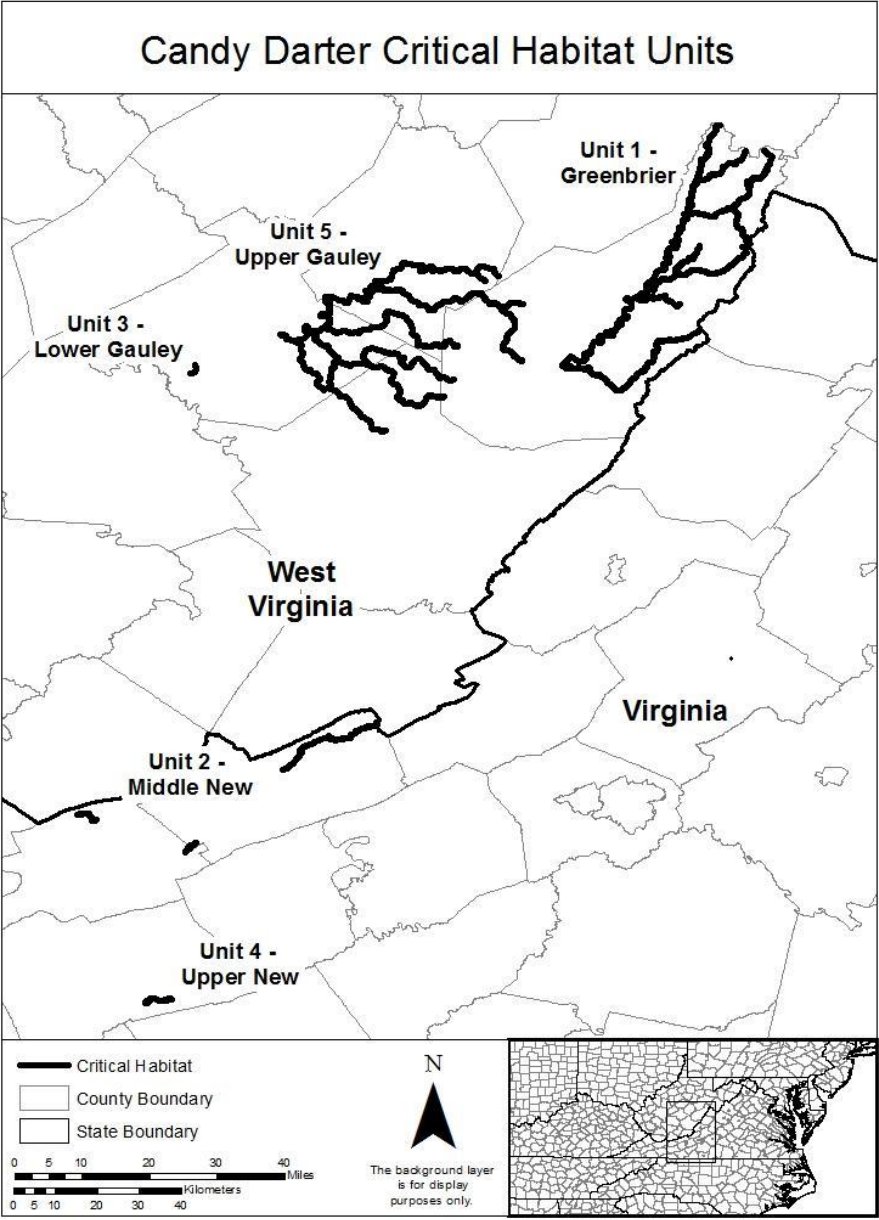 Candy Darter Critical Habitat Units
Unit 1 -
Greenbrier
Unit 5 -
Upper Gauley
Unit 3 -
Lower Gauley
West
Virginia
Virginia
Unit 2 -
Middle New
Unit 4 -
Upper New
Critical Habitat
County Boundary
State Boundary
0 5 10 20 30 40
Miles
Kilometers
0 5 10 20 30 40
N
The background layer
is for display
purposes only.